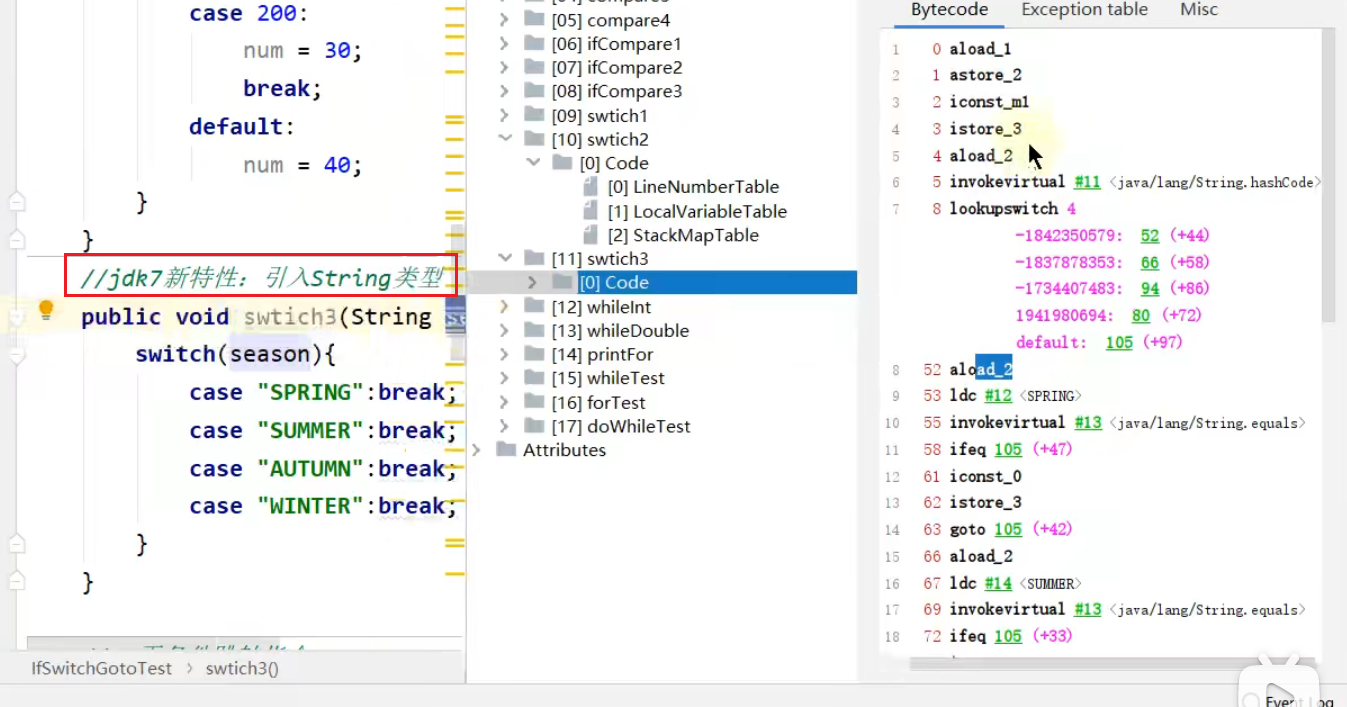 case 200:
num = 30;
break;
default:
num = 40;
}
}
//jdk7新特性：引入String类型
public void swtich3(String se
switch(season){
case "SPRING":break;
case "SUMMER":break;
case "AUTUMN":break;
case "WINTER":break;
}
}
IfSwitchGotoTest > swtich3()
[05] compare4
[06] ifCompare1
[07] ifCompare2
[08] ifCompare3
[09] swtich1
[10] swtich2
[0] Code
[0] LineNumberTable
[1] LocalVariableTable
[2] StackMapTable
[11] swtich3
[0] Code
[12] whileInt
[13] whileDouble
[14] printFor
[15] whileTest
[16] forTest
[17] doWhileTest
Attributes
Bytecode Exception table Misc
1 0 aload_1
2 1 astore_2
3 2 iconst_m1
4 3 istore_3
5 4 aload_2
6 5 invokevirtual #11 <java/lang/String.hashCode>
7 8 lookupswitch 4
-1842350579: 52 (+44)
-1837878353: 66 (+58)
-1734407483: 94 (+86)
1941980694: 80 (+72)
default: 105 (+97)
8 52 aload_2
9 53 ldc #12 <SPRING>
10 55 invokevirtual #13 <java/lang/String.equals>
11 58 ifeq 105 (+47)
12 61 iconst_0
13 62 istore_3
14 63 goto 105 (+42)
15 66 aload_2
16 67 ldc #14 <SUMMER>
17 69 invokevirtual #13 <java/lang/String.equals>
18 72 ifeq 105 (+33)
Event Log